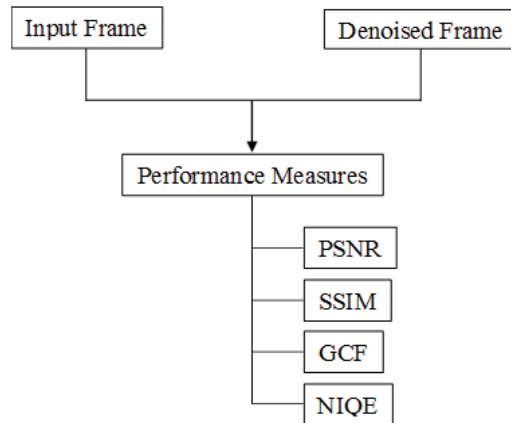 Input Frame
Denoised Frame
Performance Measures
PSNR
SSIM
GCF
NIQE